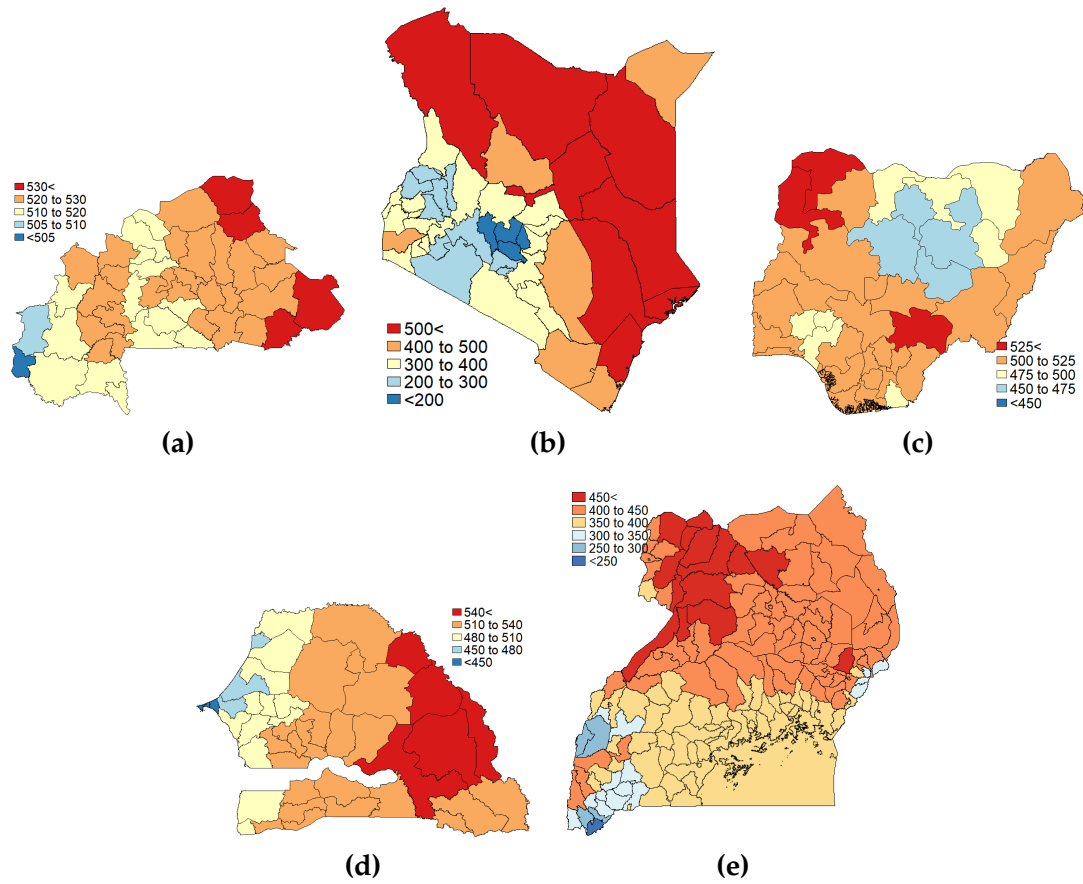 530<
520 to 530
510 to 520
505 to 510
<505
(a)
500<
400 to 500
300 to 400
200 to 300
<200
(b)
525<
500 to 525
475 to 500
450 to 475
<450
(c)
540<
510 to 540
480 to 510
450 to 480
<450
(d)
450<
400 to 450
350 to 400
300 to 350
250 to 300
<250
(e)